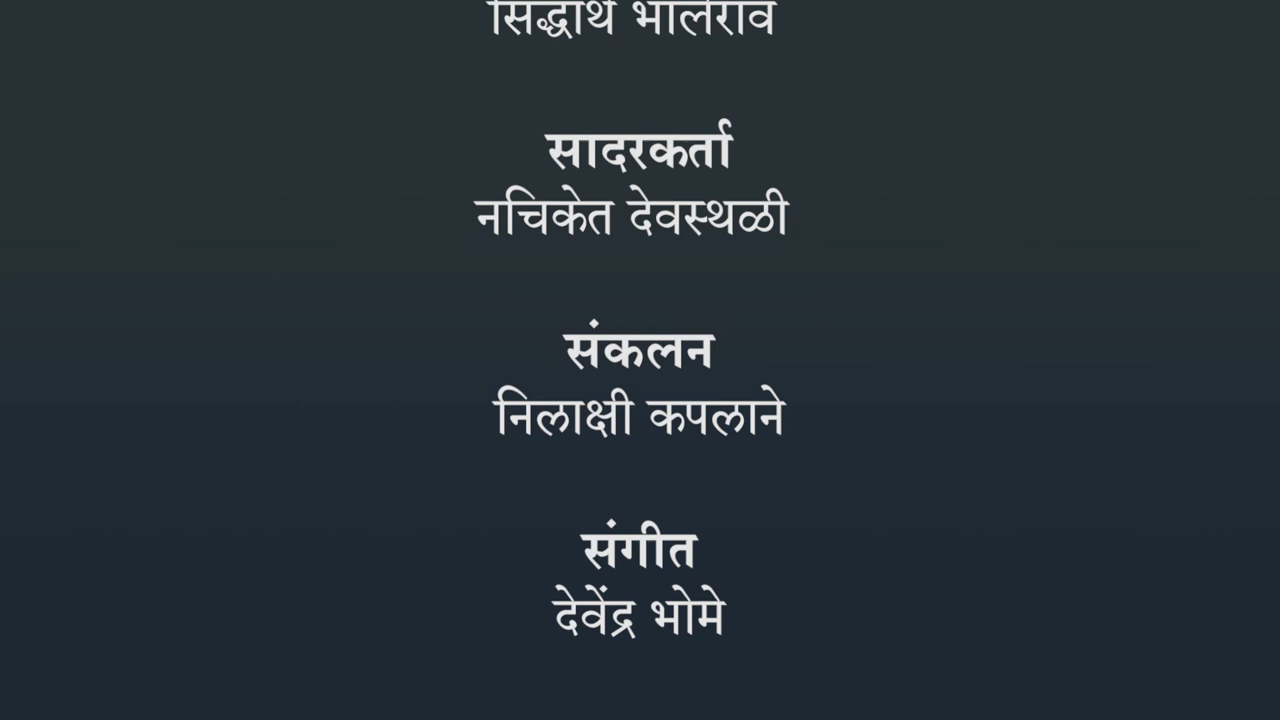 सिद्धार्थ भालेराव
सादरकर्ता
नचिकेत देवस्थळी
संकलन
निलाक्षी कपलाने
संगीत
देवेंद्र भोमे